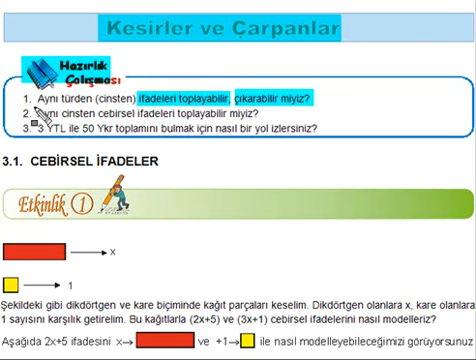 Kesirler ve Çarpanlar
Hazırlık
Çalışması
1. Aynı türden (cinsten) ifadeleri toplayabilir, çıkarabilir miyiz?
2. cinsten cebirsel ifadeleri toplayabilir miyiz?
3. 3 YTL ile 50 Ykr toplamını bulmak için nasıl bir yol izlersiniz?
3.1. CEBİRSEL İFADELER
Etkinlik 1
x
1
Şekildeki gibi dikdörtgen ve kare biçiminde kağıt parçaları keselim. Dikdörtgen olanlara x, kare olanlara
1 sayısını karşılık getirelim. Bu kağıtlarla (2x+5) ve (3x+1) cebirsel ifadelerini nasıl modelleriz?
Aşağıda 2x+5 ifadesini x→ ve +1→ ile nasıl modelleyebileceğimizi görüyorsunuz